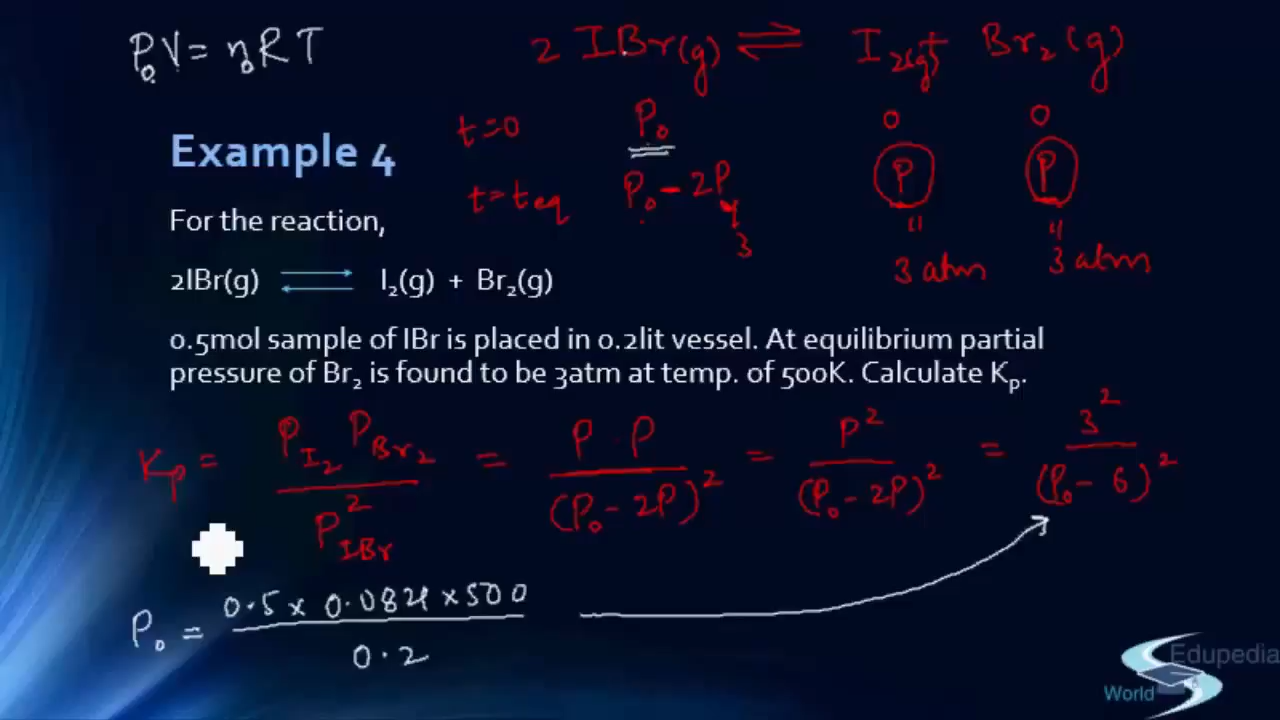 P₀V = n₀RT
2 IBr(g) ⇌ I₂(g) + Br₂(g)
t=0 P₀ 0 0
Example 4
t = teq P₀ - 2P P P
3 " "
3 atm 3 atm
For the reaction,
2IBr(g) ⇌ I₂(g) + Br₂(g)
0.5mol sample of IBr is placed in 0.2lit vessel. At equilibrium partial
pressure of Br₂ is found to be 3atm at temp. of 500K. Calculate Kₚ.
Kp = P_I₂ P_Br₂ / P²_IBr = P P / (P₀ - 2P)² = P² / (P₀ - 2P)² = 3² / (P₀ - 6)²
P₀ = 0.5 x 0.0821 x 500 / 0.2
Edupedia
World